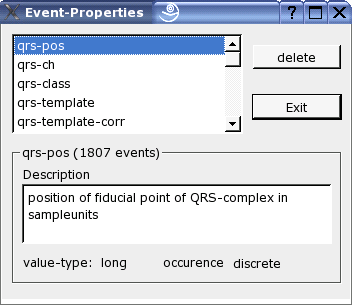 Event-Properties
?
qrs-pos
qrs-ch
qrs-class
qrs-template
qrs-template-corr
delete
Exit
qrs-pos (1807 events)
Description
position of fiducial point of QRS-complex in
sampleunits
value-type: long occurence discrete